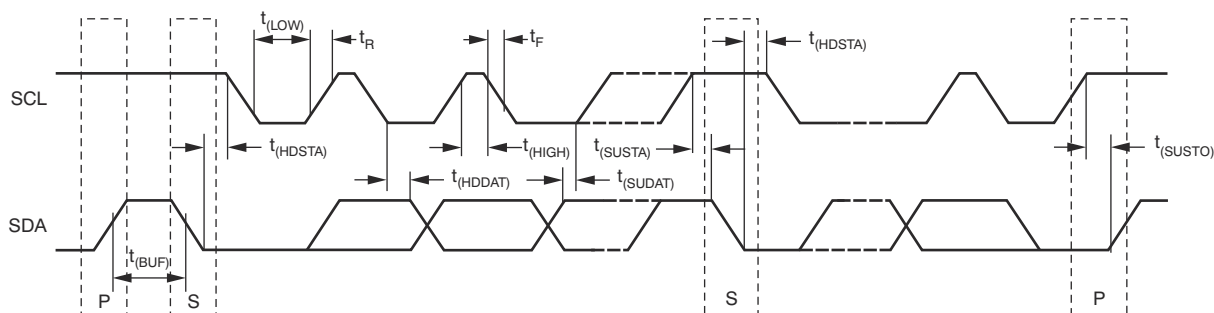 t(LOW)
tR
tF
t(HDSTA)
SCL
t(HDSTA)
t(HIGH)
t(SUSTA)
t(SUSTO)
t(HDDAT)
t(SUDAT)
SDA
t(BUF)
P
S
S
P